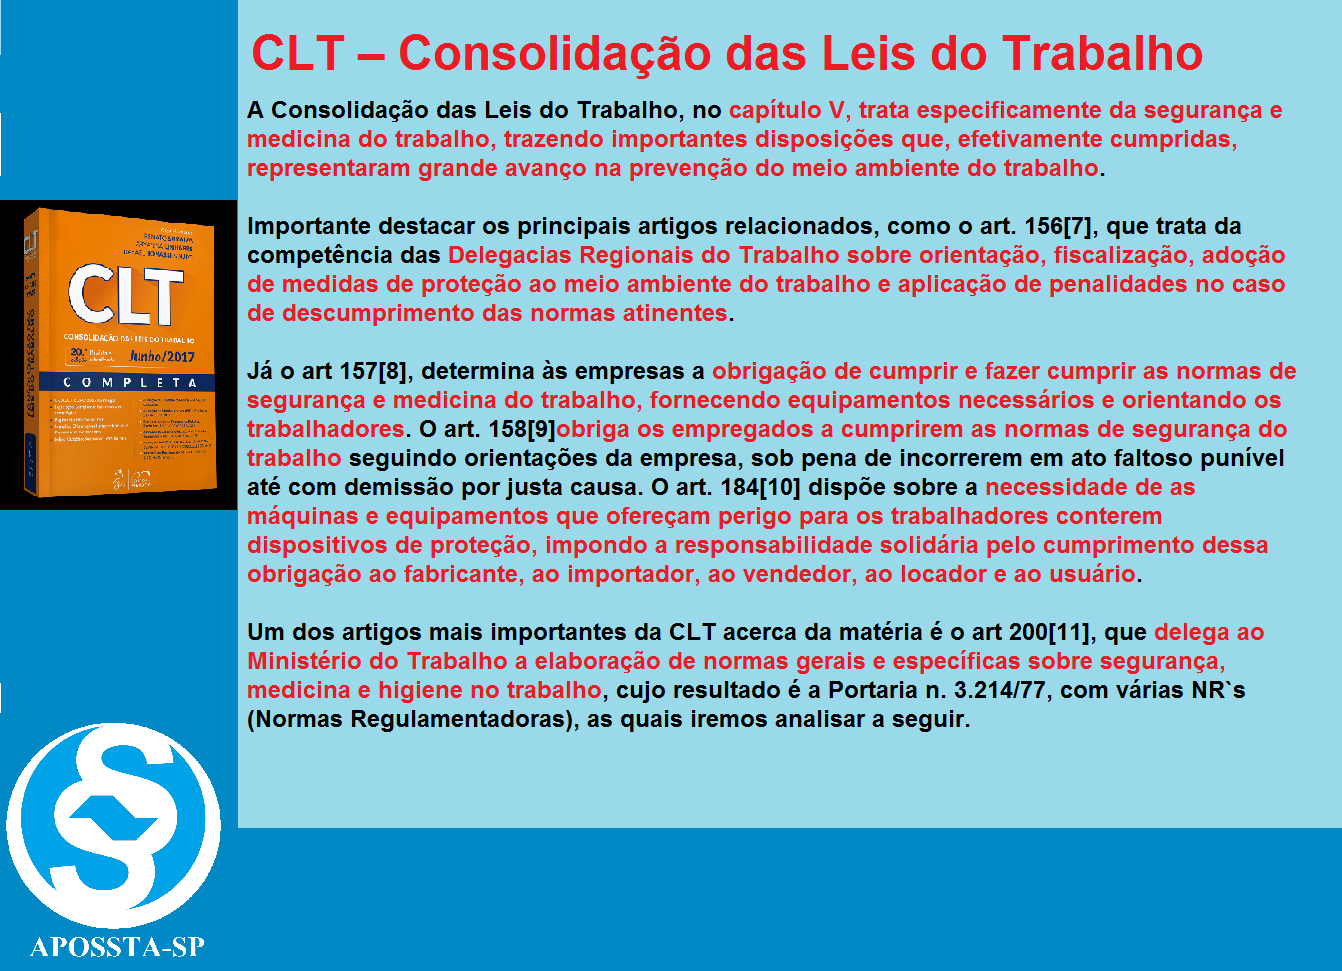 CLT – Consolidação das Leis do Trabalho
A Consolidação das Leis do Trabalho, no capítulo V, trata especificamente da segurança e
medicina do trabalho, trazendo importantes disposições que, efetivamente cumpridas,
representaram grande avanço na prevenção do meio ambiente do trabalho.
Importante destacar os principais artigos relacionados, como o art. 156[7], que trata da
competência das Delegacias Regionais do Trabalho sobre orientação, fiscalização, adoção
de medidas de proteção ao meio ambiente do trabalho e aplicação de penalidades no caso
de descumprimento das normas atinentes.
Já o art 157[8], determina às empresas a obrigação de cumprir e fazer cumprir as normas de
segurança e medicina do trabalho, fornecendo equipamentos necessários e orientando os
trabalhadores. O art. 158[9]obriga os empregados a cumprirem as normas de segurança do
trabalho seguindo orientações da empresa, sob pena de incorrerem em ato faltoso punível
até com demissão por justa causa. O art. 184[10] dispõe sobre a necessidade de as
máquinas e equipamentos que ofereçam perigo para os trabalhadores conterem
dispositivos de proteção, impondo a responsabilidade solidária pelo cumprimento dessa
obrigação ao fabricante, ao importador, ao vendedor, ao locador e ao usuário.
Um dos artigos mais importantes da CLT acerca da matéria é o art 200[11], que delega ao
Ministério do Trabalho a elaboração de normas gerais e específicas sobre segurança,
medicina e higiene no trabalho, cujo resultado é a Portaria n. 3.214/77, com várias NR`s
(Normas Regulamentadoras), as quais iremos analisar a seguir.
CLT
CONSOLIDAÇÃO DAS LEIS DO TRABALHO
20.ª Junho/2017
COMPLETA
APOSSTA-SP